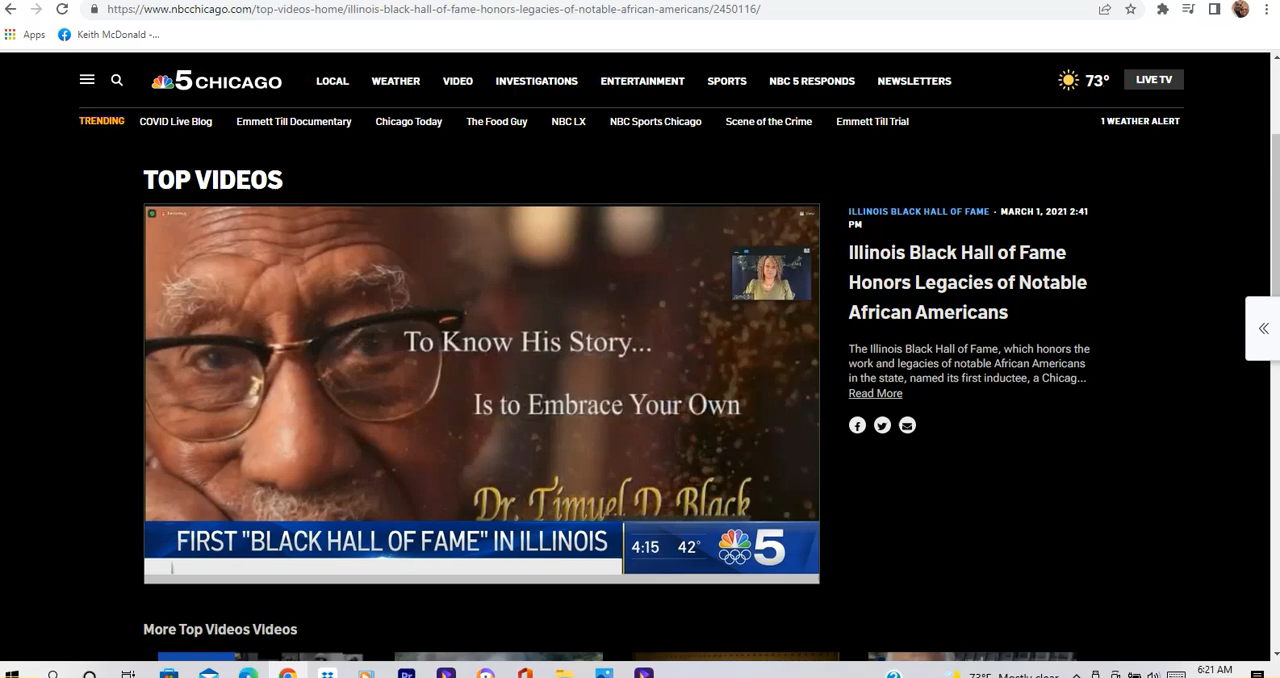 https://www.nbcchicago.com/top-videos-home/illinois-black-hall-of-fame-honors-legacies-of-notable-african-americans/2450116/
Apps
Keith McDonald -...
5 CHICAGO
LOCAL
WEATHER
VIDEO
INVESTIGATIONS
ENTERTAINMENT
SPORTS
NBC 5 RESPONDS
NEWSLETTERS
73º
LIVE TV
TRENDING
COVID Live Blog
Emmett Till Documentary
Chicago Today
The Food Guy
NBC LX
NBC Sports Chicago
Scene of the Crime
Emmett Till Trial
1 WEATHER ALERT
TOP VIDEOS
To Know His Story...
Is to Embrace Your Own
Dr. Timuel D. Black
FIRST "BLACK HALL OF FAME" IN ILLINOIS
4:15
42°
5
ILLINOIS BLACK HALL OF FAME • MARCH 1, 2021 2:41
PM
Illinois Black Hall of Fame
Honors Legacies of Notable
African Americans
The Illinois Black Hall of Fame, which honors the
work and legacies of notable African Americans
in the state, named its first inductee, a Chicag...
Read More
More Top Videos Videos
73°F Mostly clear
6:21 AM